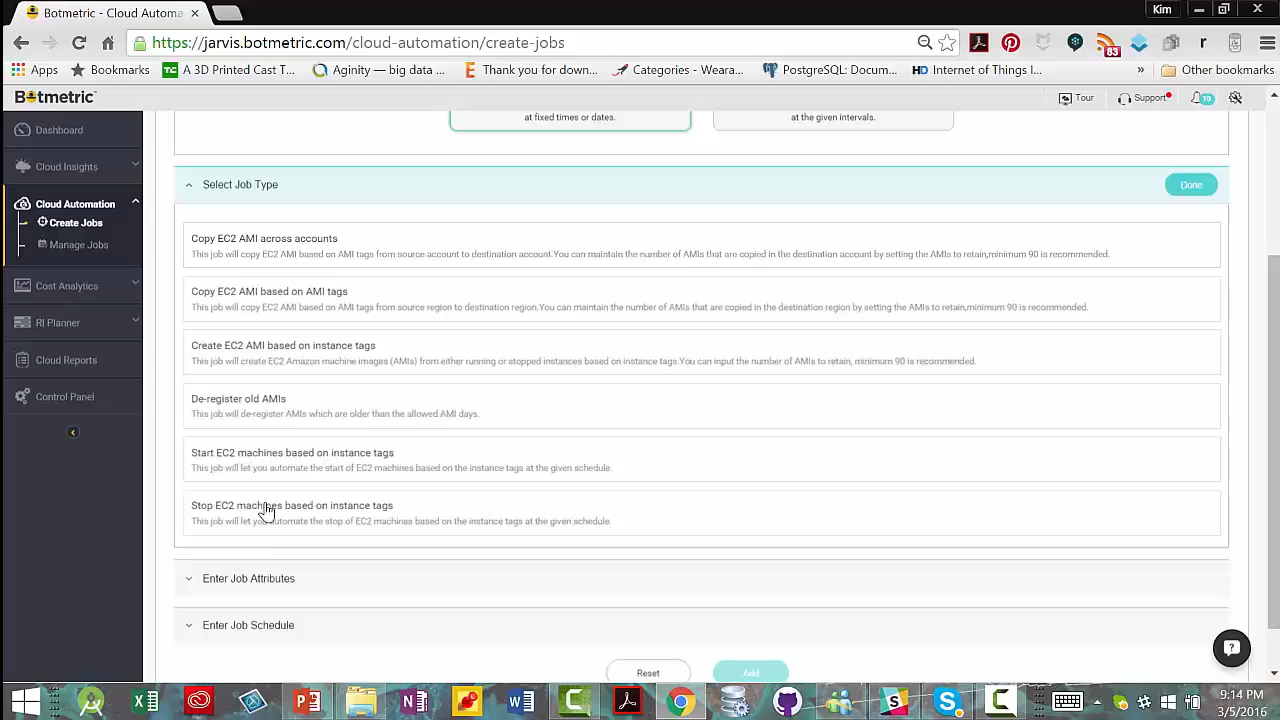 Botmetric - Cloud Automa
Kim
https://jarvis.botmetric.com/cloud-automation/create-jobs
83
Apps
Bookmarks
A 3D Printed Cast T...
Aginity – big data ...
Thank you for down...
Categories - Wara...
PostgreSQL: Docum...
Internet of Things I...
»
Other bookmarks
Botmetric
Tour
Support
10
Dashboard
Cloud Insights
Cloud Automation
Create Jobs
Manage Jobs
Cost Analytics
RI Planner
Cloud Reports
Control Panel
at fixed times or dates.
at the given intervals.
Select Job Type
Done
Copy EC2 AMI across accounts
This job will copy EC2 AMI based on AMI tags from source account to destination account.You can maintain the number of AMIs that are copied in the destination account by setting the AMIs to retain,minimum 90 is recommended.
Copy EC2 AMI based on AMI tags
This job will copy EC2 AMI based on AMI tags from source region to destination region.You can maintain the number of AMIs that are copied in the destination region by setting the AMIs to retain,minimum 90 is recommended.
Create EC2 AMI based on instance tags
This job will create EC2 Amazon machine images (AMIs) from either running or stopped instances based on instance tags.You can input the number of AMIs to retain, minimum 90 is recommended.
De-register old AMIs
This job will de-register AMIs which are older than the allowed AMI days.
Start EC2 machines based on instance tags
This job will let you automate the start of EC2 machines based on the instance tags at the given schedule.
Stop EC2 machines based on instance tags
This job will let you automate the stop of EC2 machines based on the instance tags at the given schedule.
Enter Job Attributes
Enter Job Schedule
Reset
Add
9:14 PM
3/5/2016